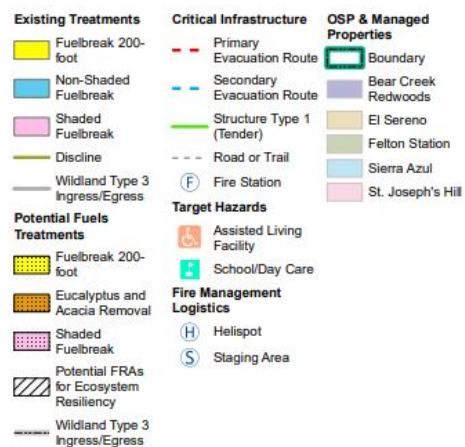 Existing Treatments
Fuelbreak 200-
foot
Non-Shaded
Fuelbreak
Shaded
Fuelbreak
Discline
Wildland Type 3
Ingress/Egress
Potential Fuels
Treatments
Fuelbreak 200-
foot
Eucalyptus and
Acacia Removal
Shaded
Fuelbreak
Potential FRAs
for Ecosystem
Resiliency
Wildland Type 3
Ingress/Egress
Critical Infrastructure
Primary
Evacuation Route
Secondary
Evacuation Route
Structure Type 1
(Tender)
Road or Trail
F Fire Station
Target Hazards
Assisted Living
Facility
School/Day Care
Fire Management
Logistics
H Helispot
S Staging Area
OSP & Managed
Properties
Boundary
Bear Creek
Redwoods
El Sereno
Felton Station
Sierra Azul
St. Joseph's Hill